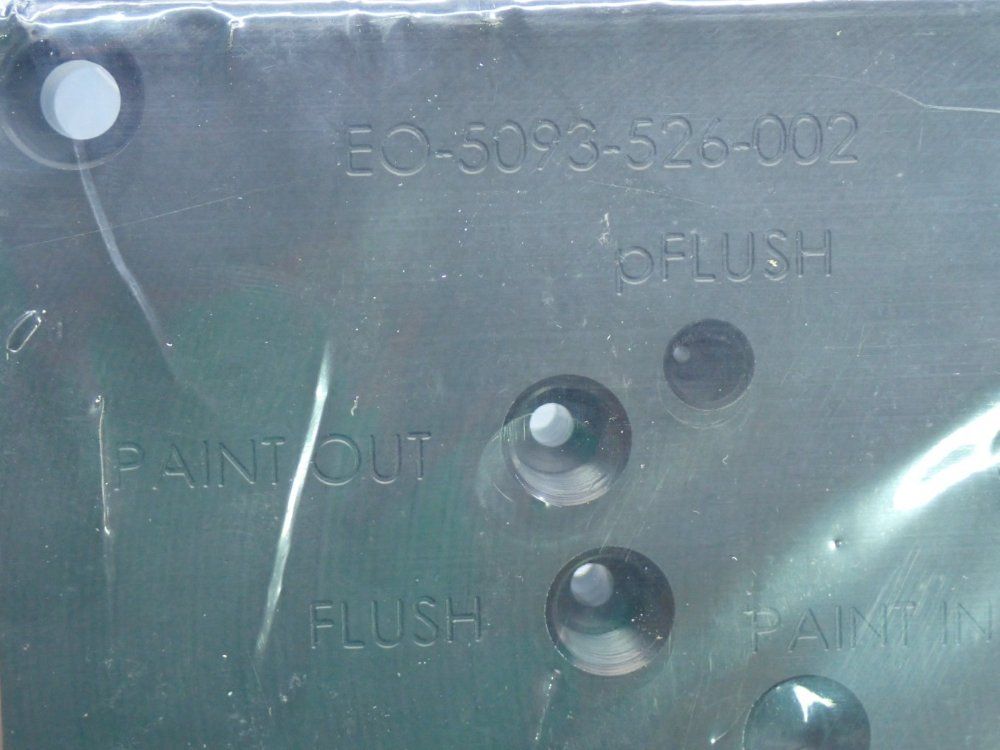 EO-5093-526-002
pFLUSH
PAINT OUT
FLUSH
PAINT IN